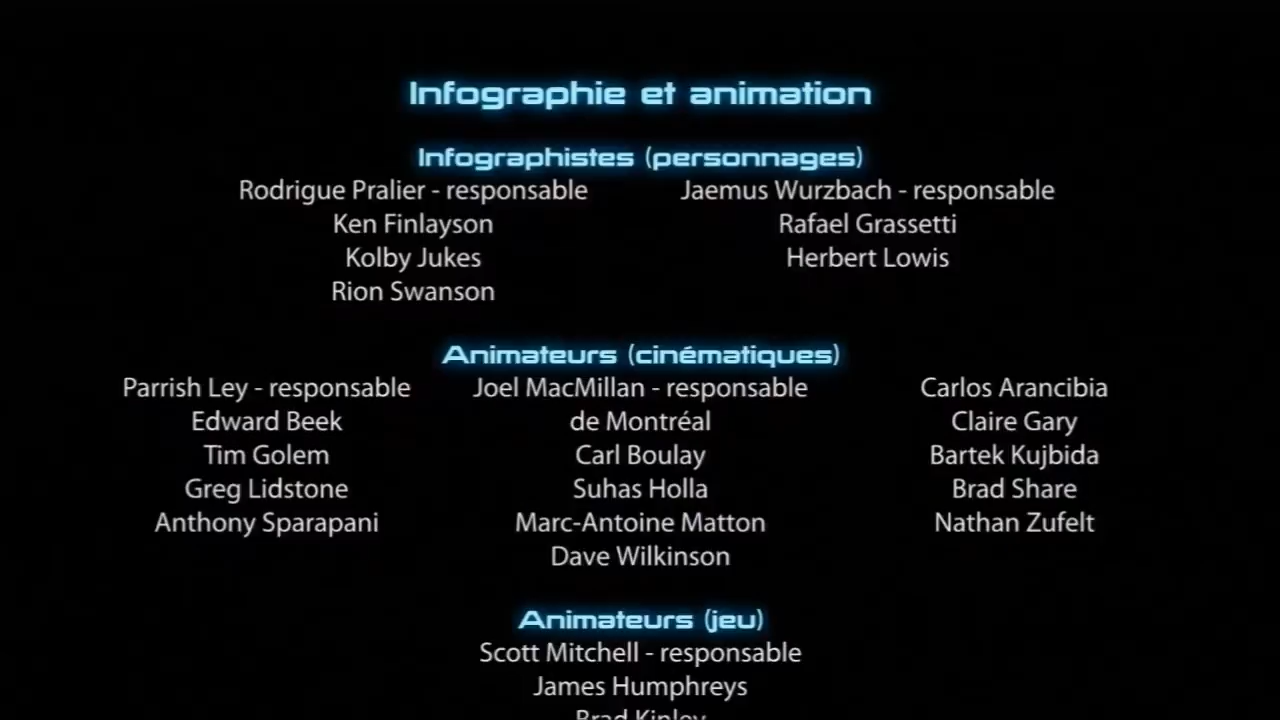 Infographie et animation
Infographistes (personnages)
Rodrigue Pralier - responsable
Ken Finlayson
Kolby Jukes
Rion Swanson
Jaemus Wurzbach - responsable
Rafael Grassetti
Herbert Lowis
Animateurs (cinématiques)
Parrish Ley - responsable
Edward Beek
Tim Golem
Greg Lidstone
Anthony Sparapani
Joel MacMillan - responsable
de Montréal
Carl Boulay
Suhas Holla
Marc-Antoine Matton
Dave Wilkinson
Carlos Arancibia
Claire Gary
Bartek Kujbida
Brad Share
Nathan Zufelt
Animateurs (jeu)
Scott Mitchell - responsable
James Humphreys
Brad Kinley